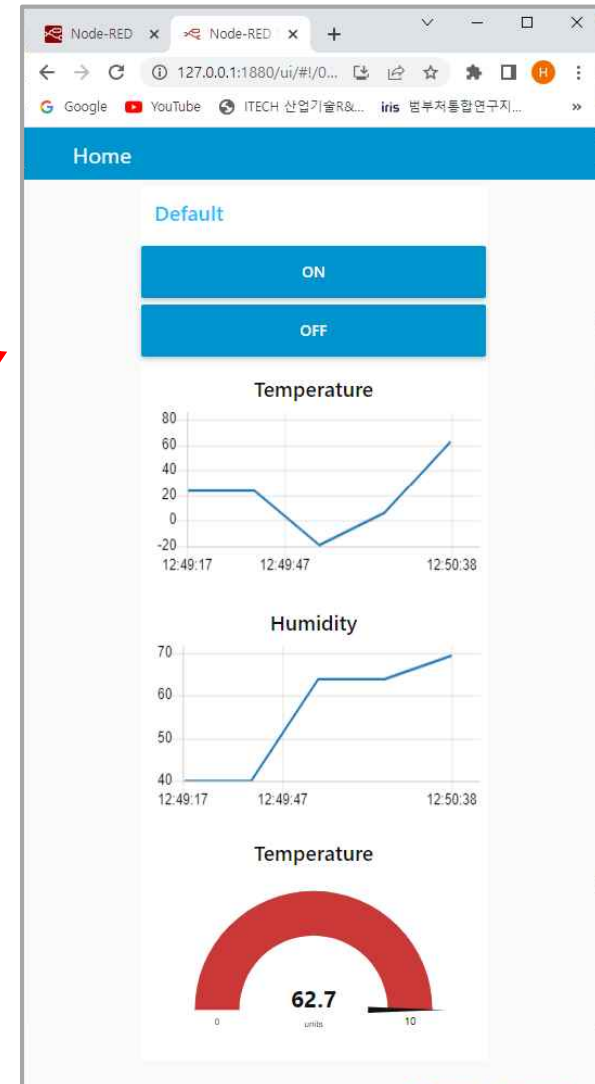 Node-RED
Node-RED
127.0.0.1:1880/ui/#!/0...
H
Google YouTube ITECH 산업기술R&... iris 범부처통합연구지... »
Home
Default
ON
OFF
Temperature
80
60
40
20
0
-20
12:49:17 12:49:47 12:50:38
Humidity
70
60
50
40
12:49:17 12:49:47 12:50:38
Temperature
62.7
0 units 10